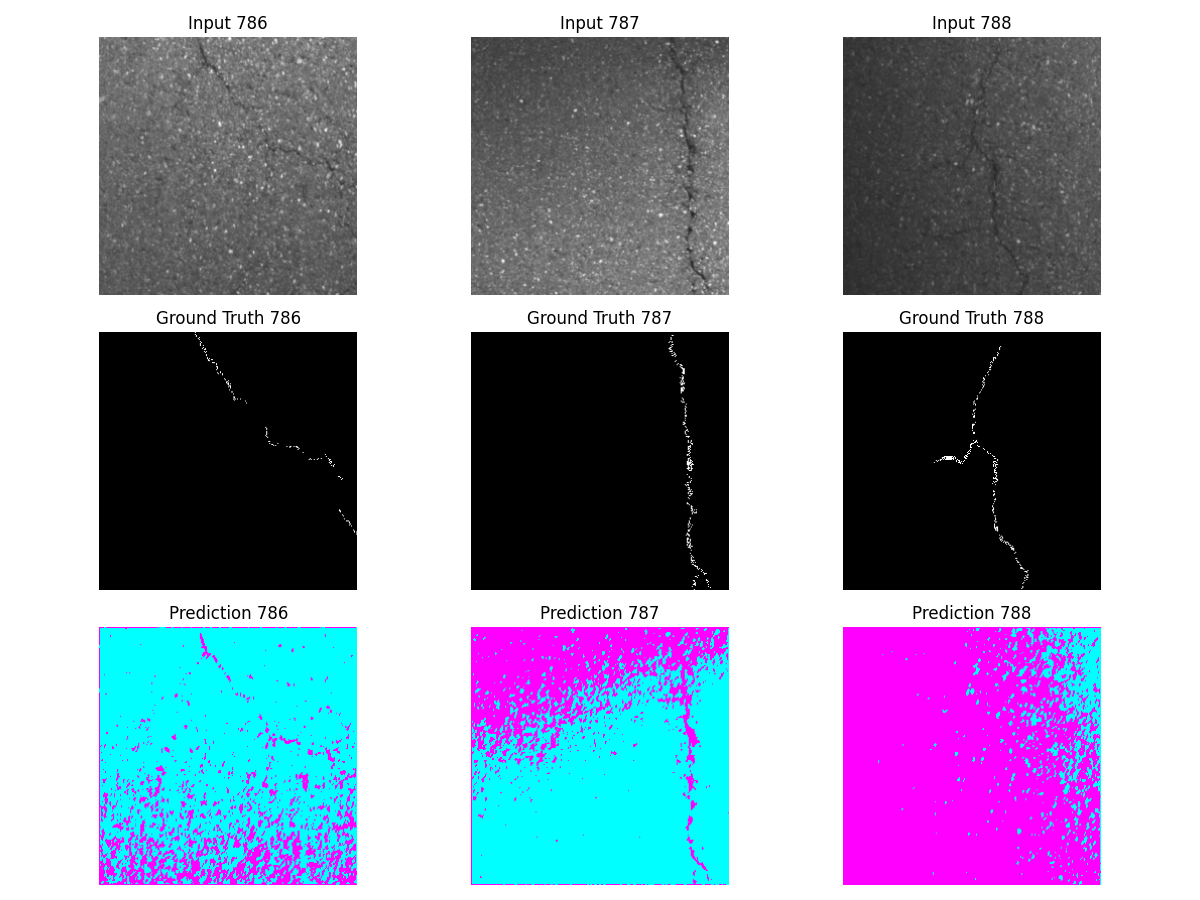 Input 786
Input 787
Input 788
Ground Truth 786
Ground Truth 787
Ground Truth 788
Prediction 786
Prediction 787
Prediction 788